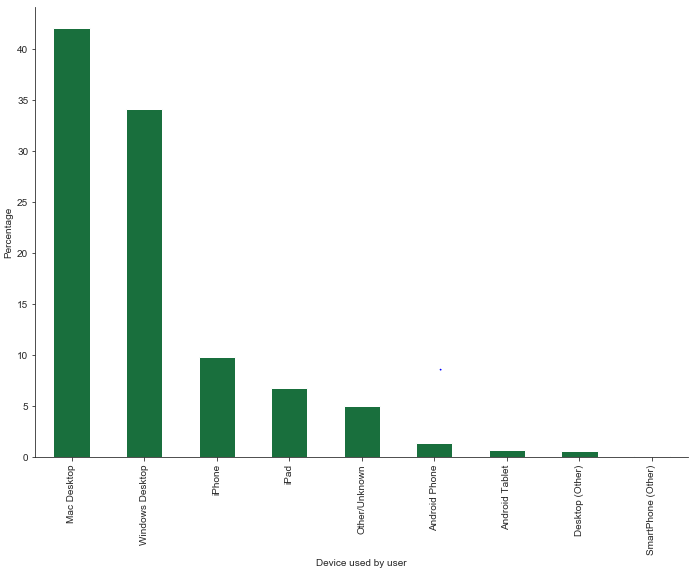 40
35
30
25
20
15
10
5
0
Percentage
Mac Desktop
Windows Desktop
iPhone
iPad
Other/Unknown
Android Phone
Android Tablet
Desktop (Other)
SmartPhone (Other)
Device used by user